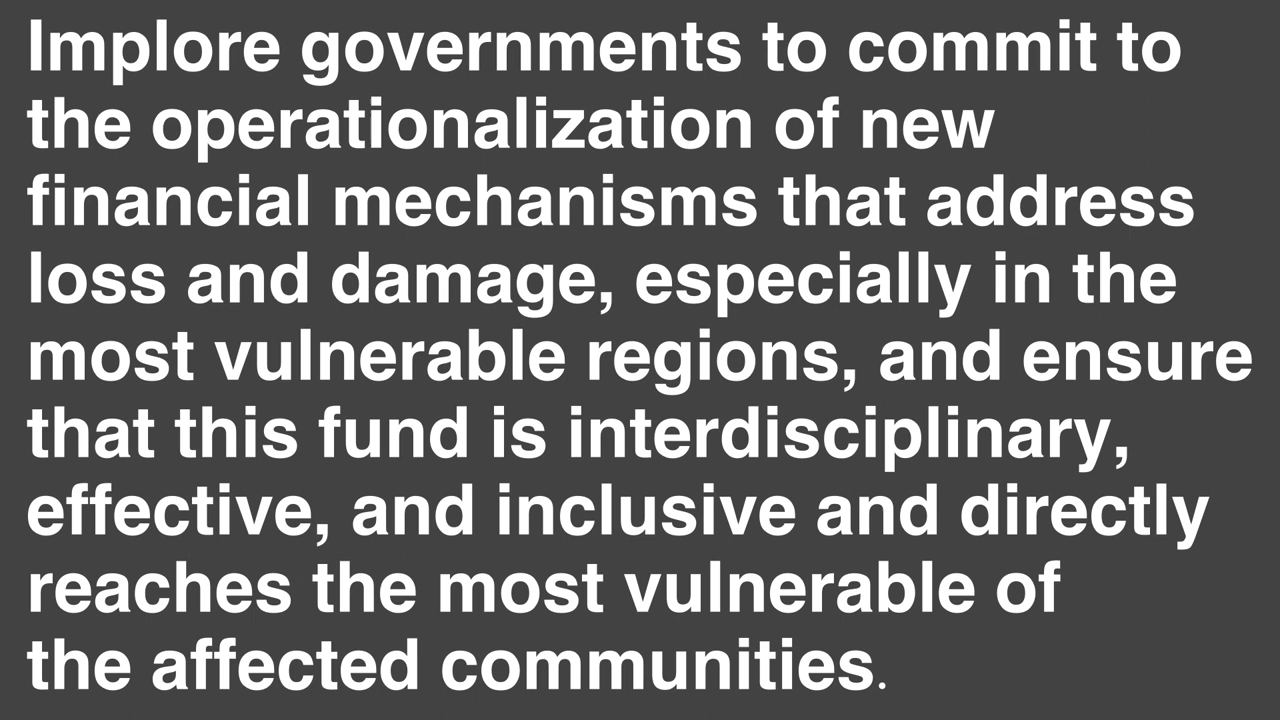 Implore governments to commit to
the operationalization of new
financial mechanisms that address
loss and damage, especially in the
most vulnerable regions, and ensure
that this fund is interdisciplinary,
effective, and inclusive and directly
reaches the most vulnerable of
the affected communities.